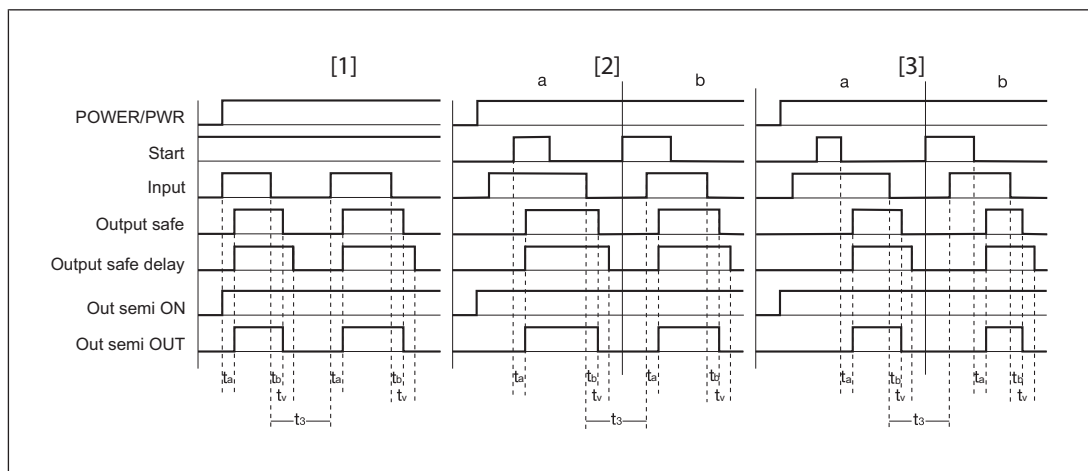 [1] [2] [3]
a b a b
POWER/PWR
Start
Input
Output safe
Output safe delay
Out semi ON
Out semi OUT
ta tb ta tb ta tb ta tb ta tb ta tb
tv tv tv tv tv tv
t3 t3 t3